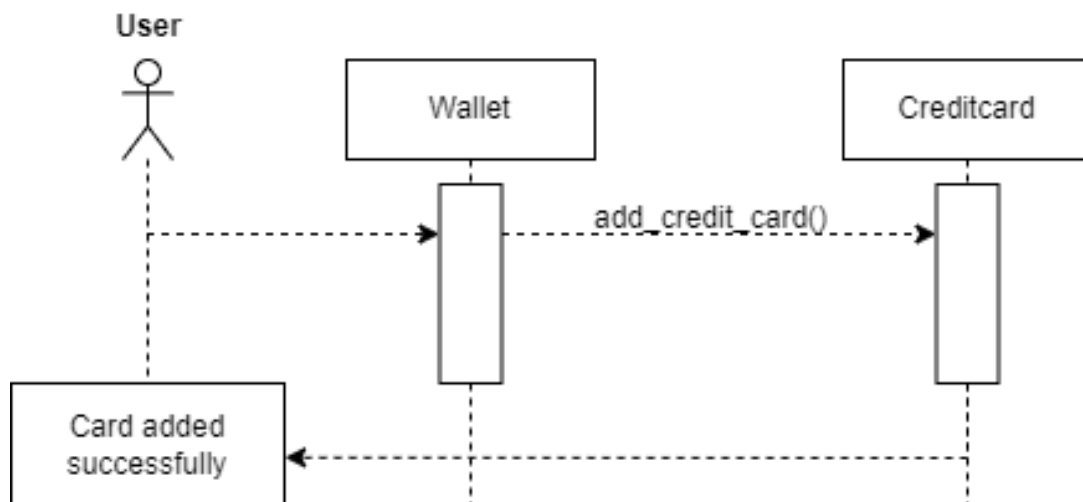 User
Wallet
Creditcard
add_credit_card()
Card added
successfully